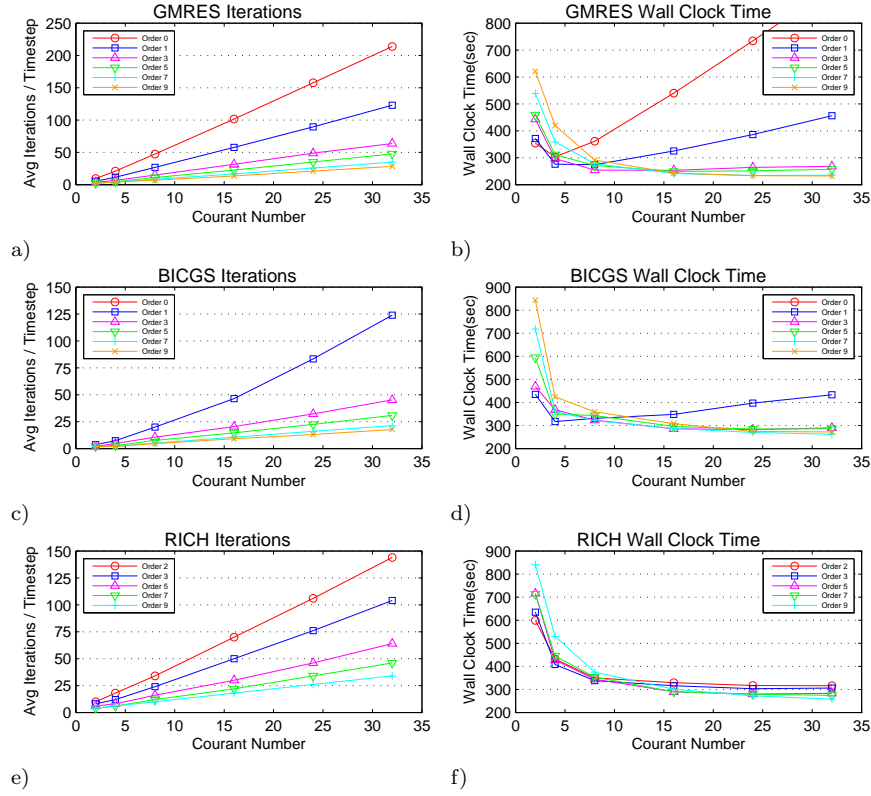 GMRES Iterations
250
200
150
100
50
0
0 5 10 15 20 25 30 35
Avg Iterations / Timestep
Courant Number
Order 0
Order 1
Order 3
Order 5
Order 7
Order 9
a)
GMRES Wall Clock Time
800
700
600
500
400
300
200
0 5 10 15 20 25 30 35
Wall Clock Time(sec)
Courant Number
Order 0
Order 1
Order 3
Order 5
Order 7
Order 9
b)
BICGS Iterations
150
125
100
75
50
25
0
0 5 10 15 20 25 30 35
Avg Iterations / Timestep
Courant Number
Order 0
Order 1
Order 3
Order 5
Order 7
Order 9
c)
BICGS Wall Clock Time
900
800
700
600
500
400
300
200
0 5 10 15 20 25 30 35
Wall Clock Time(sec)
Courant Number
Order 0
Order 1
Order 3
Order 5
Order 7
Order 9
d)
RICH Iterations
150
125
100
75
50
25
0
0 5 10 15 20 25 30 35
Avg Iterations / Timestep
Courant Number
Order 2
Order 3
Order 5
Order 7
Order 9
e)
RICH Wall Clock Time
900
800
700
600
500
400
300
200
0 5 10 15 20 25 30 35
Wall Clock Time(sec)
Courant Number
Order 2
Order 3
Order 5
Order 7
Order 9
f)